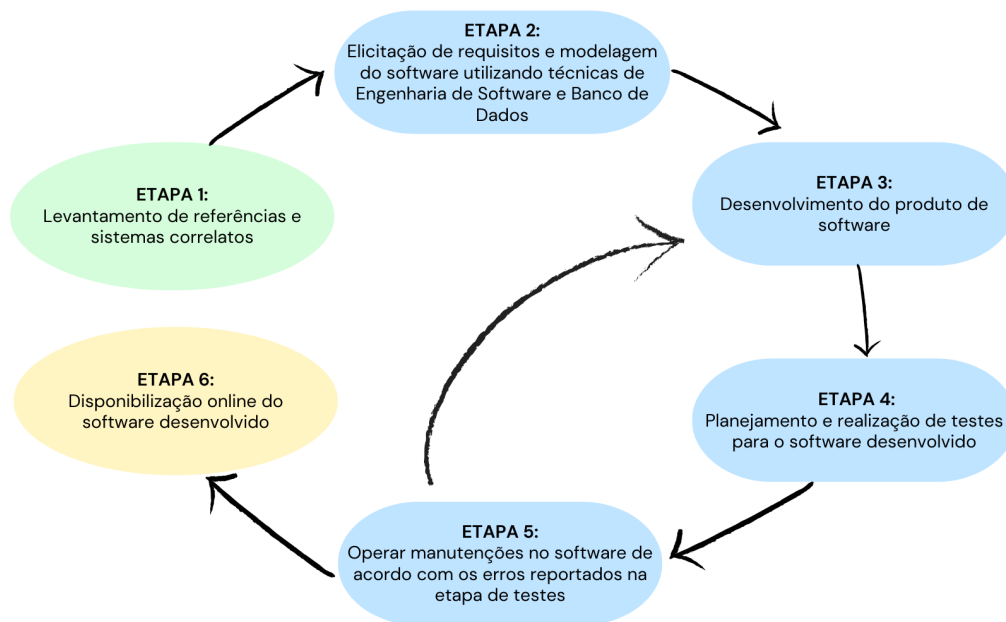 ETAPA 1:
Levantamento de referências e
sistemas correlatos
ETAPA 2:
Elicitação de requisitos e modelagem
do software utilizando técnicas de
Engenharia de Software e Banco de
Dados
ETAPA 3:
Desenvolvimento do produto de
software
ETAPA 4:
Planejamento e realização de testes
para o software desenvolvido
ETAPA 5:
Operar manutenções no software de
acordo com os erros reportados na
etapa de testes
ETAPA 6:
Disponibilização online do
software desenvolvido